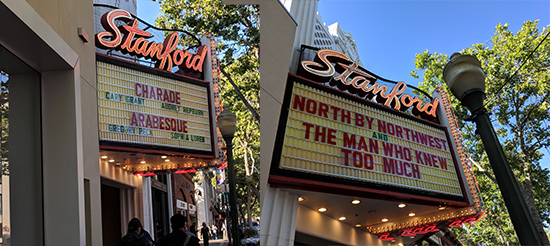 Stanford
CHARADE
CARY GRANT AUDREY HEPBURN
ARABESQUE
GREGORY PECK SOPHIA LOREN
Stanford
NORTH BY NORTHWEST
AND
THE MAN WHO KNEW
TOO MUCH